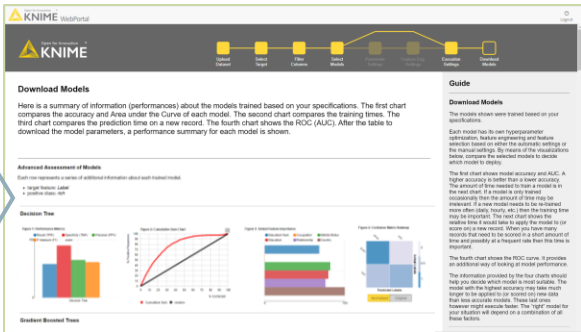 Open for Innovation
KNIME WebPortal
Logout
Open for Innovation
KNIME
Upload Dataset
Select Target
Filter Columns
Select Models
Execution Settings
Download Models
Download Models
Here is a summary of information (performances) about the models trained based on your specifications. The first chart
compares the accuracy and Area under the Curve of each model. The second chart compares the training times. The
third chart compares the prediction time on a new record. The fourth chart shows the ROC (AUC). After the table to
download the model parameters, a performance summary for each model is shown.
Advanced Assessment of Models
Each row represents a series of additional information about each trained model.
• target feature: Label
• positive class: rich
Decision Tree
Gradient Boosted Trees
Guide
Download Models
The models shown were trained based on your
specifications.
Each model has its own hyperparameter
optimization, feature engineering and feature
selection based on either the automatic settings or
the manual settings. By means of the visualizations
below, compare the selected models to decide
which model to deploy.
The first chart shows model accuracy and AUC. A
higher accuracy is better than a lower accuracy.
The amount of time needed to train a model is in
the next chart. If a model is only trained
occasionally then the amount of time may be
irrelevant. If a new model needs to be re-trained
more often (daily, hourly, etc.) then the training time
may be important. The next chart shows the
relative time it would take to apply the model to (or
score on) a new record. When you have many
records that need to be scored in a short amount of
time and possibly at a frequent rate then this time is
important.
The fourth chart shows the ROC curve. It provides
an additional way of looking at model performance.
The information provided by the four charts should
help you decide which model is most suitable. The
model with the highest accuracy may take much
longer to be applied to (or scored on) new data
than less accurate models. These last ones
however might execute faster. The "right" model for
your situation will depend on a combination of all
these factors.